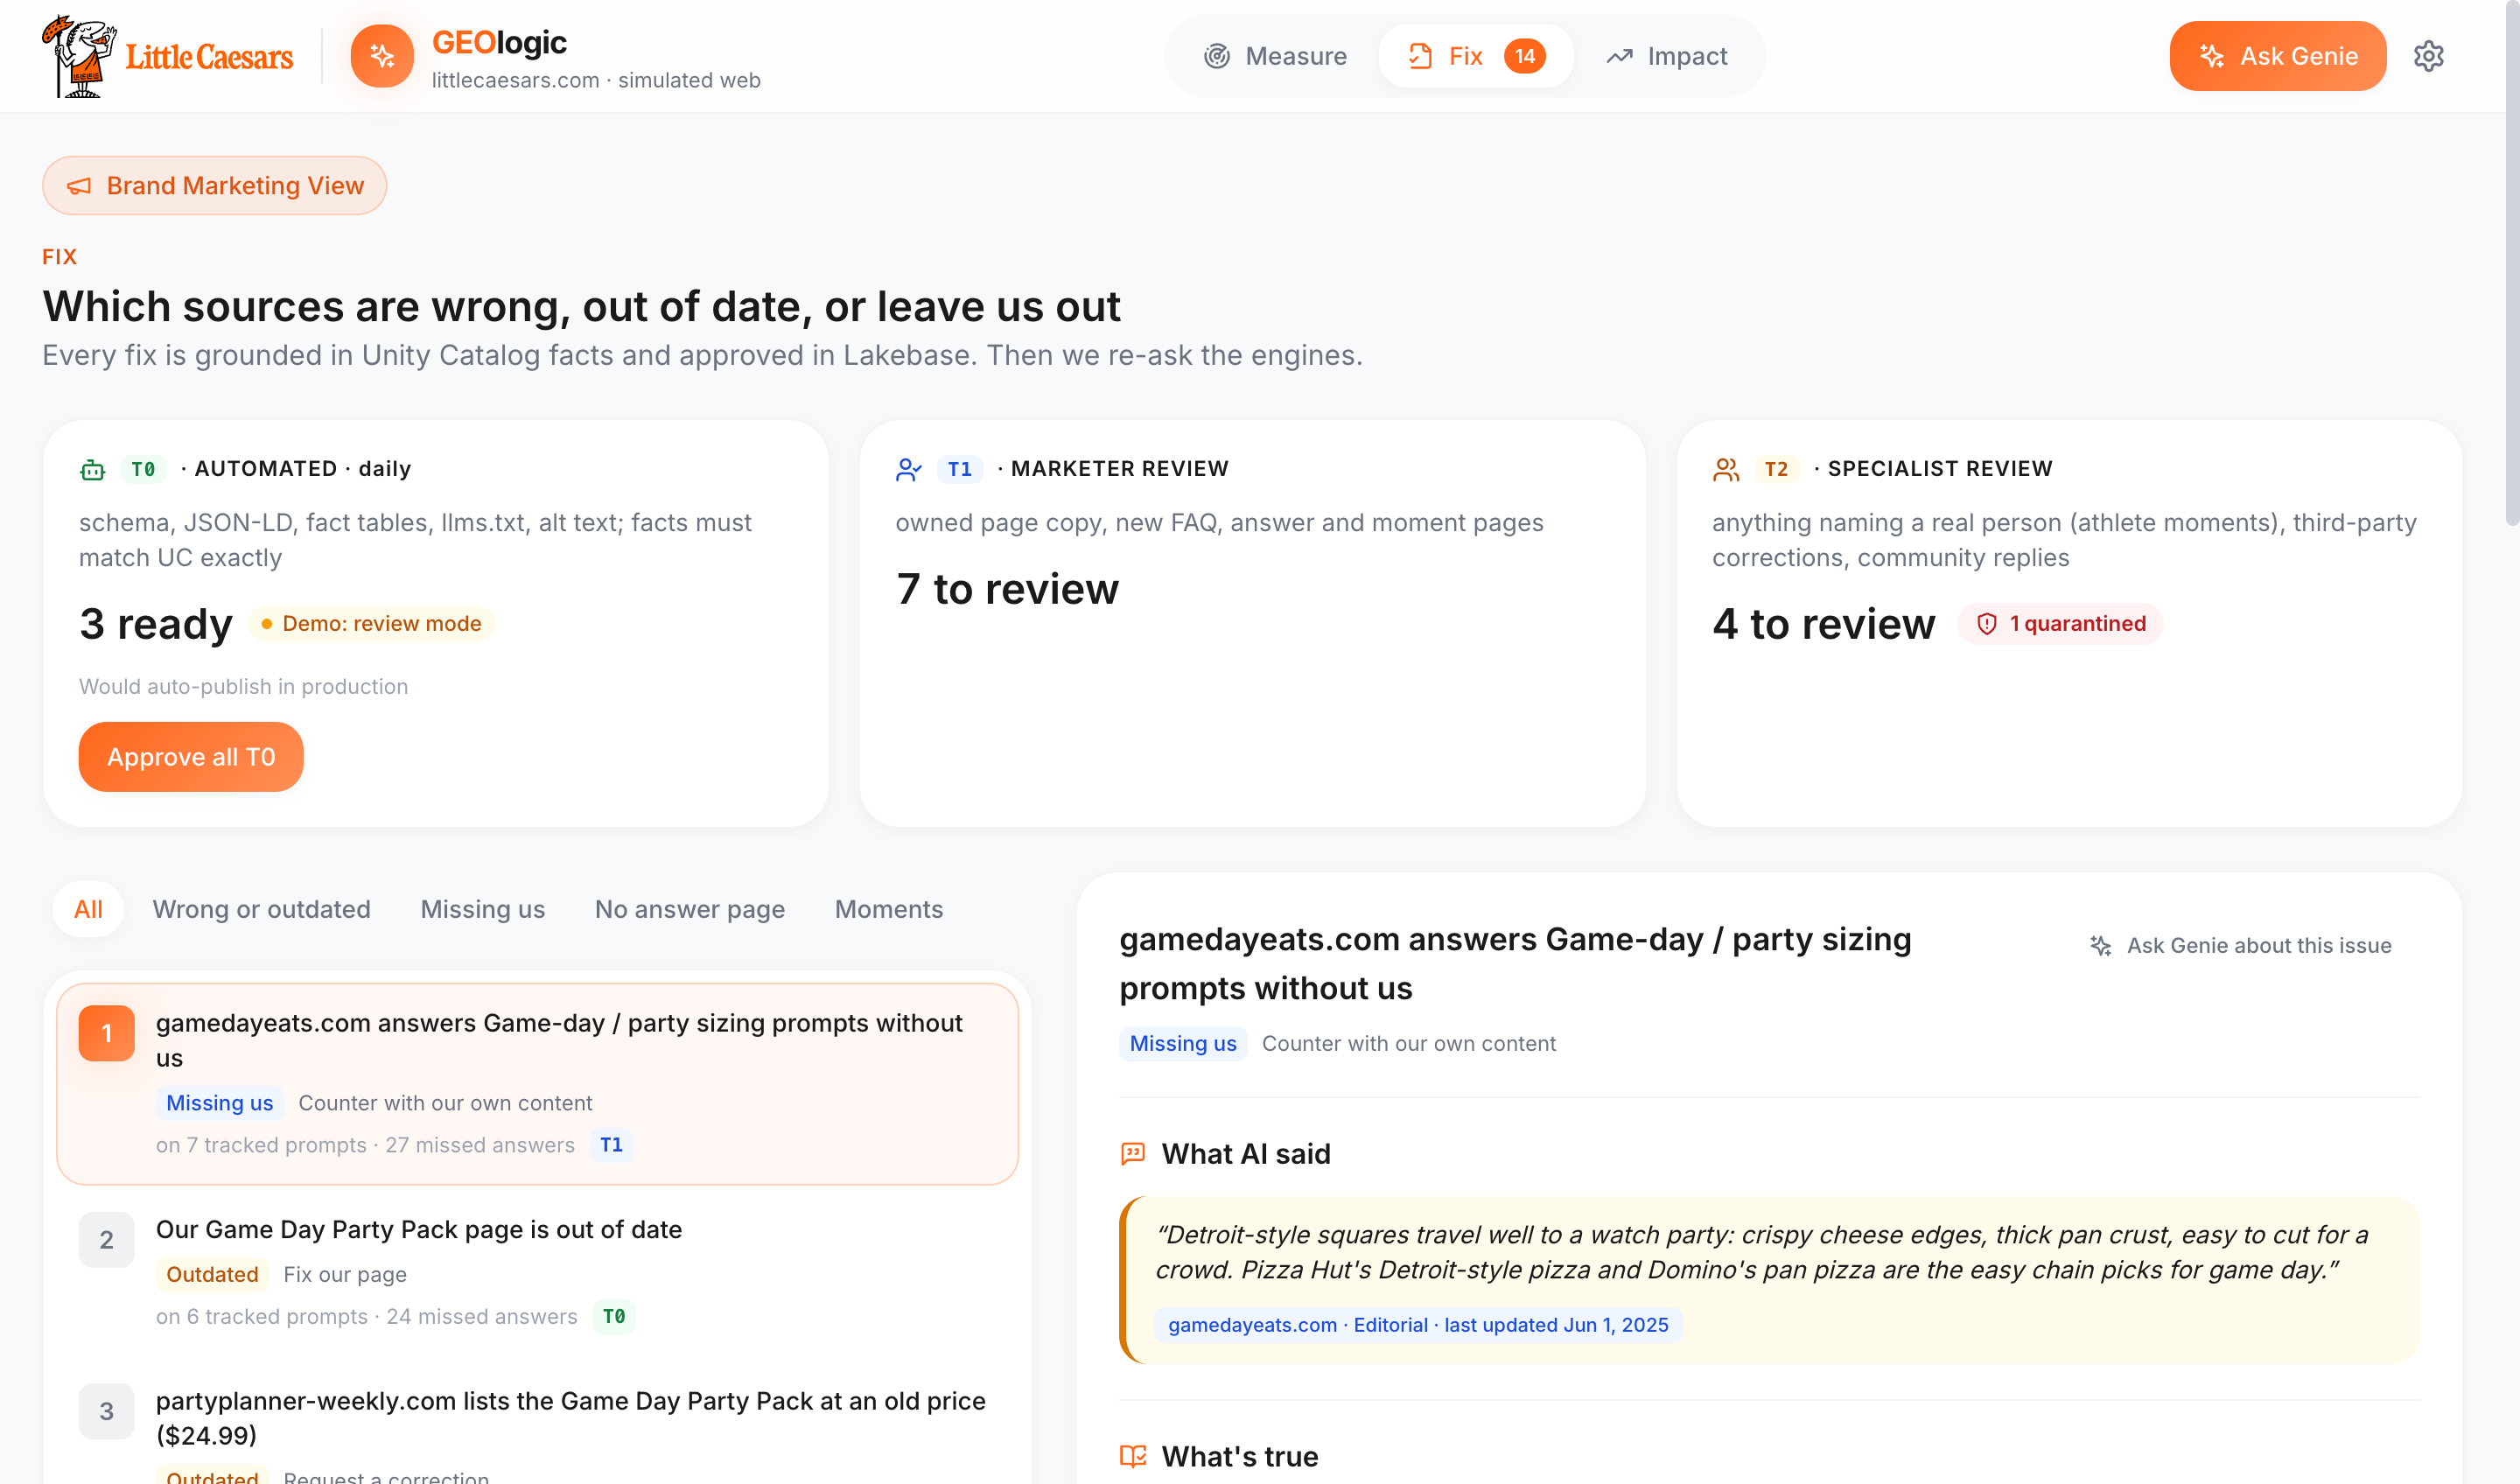 Little Caesars
GEOlogic
littlecaesars.com · simulated web
Measure
Fix 14
Impact
Ask Genie
Brand Marketing View
FIX
Which sources are wrong, out of date, or leave us out
Every fix is grounded in Unity Catalog facts and approved in Lakebase. Then we re-ask the engines.
T0 · AUTOMATED · daily
schema, JSON-LD, fact tables, llms.txt, alt text; facts must
match UC exactly
3 ready
Demo: review mode
Would auto-publish in production
Approve all T0
T1 · MARKETER REVIEW
owned page copy, new FAQ, answer and moment pages
7 to review
T2 · SPECIALIST REVIEW
anything naming a real person (athlete moments), third-party
corrections, community replies
4 to review
1 quarantined
All
Wrong or outdated
Missing us
No answer page
Moments
1
gamedayeats.com answers Game-day / party sizing prompts without
us
Missing us Counter with our own content
on 7 tracked prompts · 27 missed answers T1
2
Our Game Day Party Pack page is out of date
Outdated Fix our page
on 6 tracked prompts · 24 missed answers T0
3
partyplanner-weekly.com lists the Game Day Party Pack at an old price
($24.99)
Outdated Request a correction
gamedayeats.com answers Game-day / party sizing
prompts without us
Ask Genie about this issue
Missing us Counter with our own content
What AI said
“Detroit-style squares travel well to a watch party: crispy cheese edges, thick pan crust, easy to cut for a
crowd. Pizza Hut's Detroit-style pizza and Domino's pan pizza are the easy chain picks for game day.”
gamedayeats.com · Editorial · last updated Jun 1, 2025
What's true